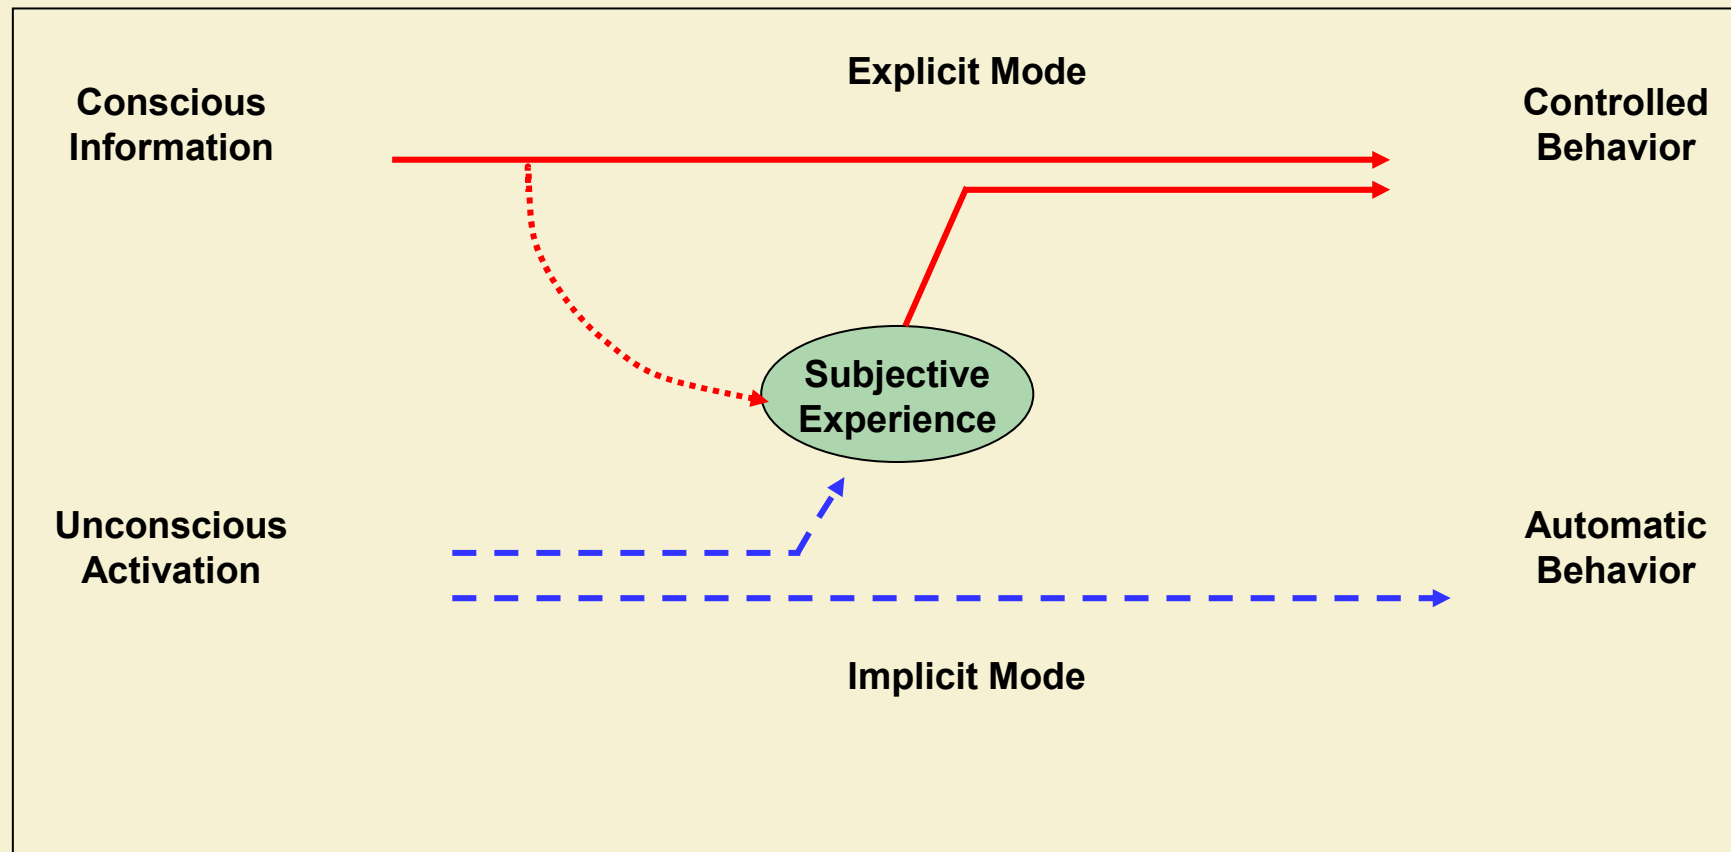 Explicit Mode
Conscious
Information
Controlled
Behavior
Subjective
Experience
Unconscious
Activation
Automatic
Behavior
Implicit Mode